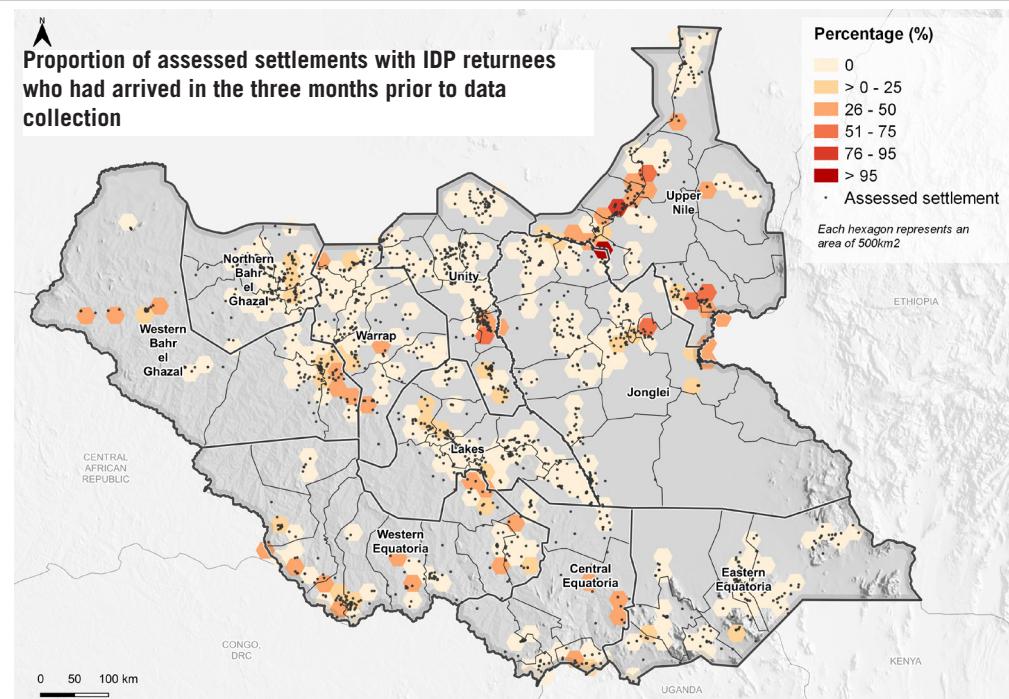 N
Proportion of assessed settlements with IDP returnees
who had arrived in the three months prior to data
collection
Percentage (%)
0
> 0 - 25
26 - 50
51 - 75
76 - 95
> 95
Assessed settlement
Each hexagon represents an
area of 500km2
Upper
Nile
Northern
Bahr
el
Ghazal
Unity
ETHIOPIA
Western
Bahr
el
Ghazal
Warrap
Jonglei
Lakes
CENTRAL
AFRICAN
REPUBLIC
Western
Equatoria
Central
Equatoria
Eastern
Equatoria
CONGO,
DRC
KENYA
UGANDA
0 50 100 km